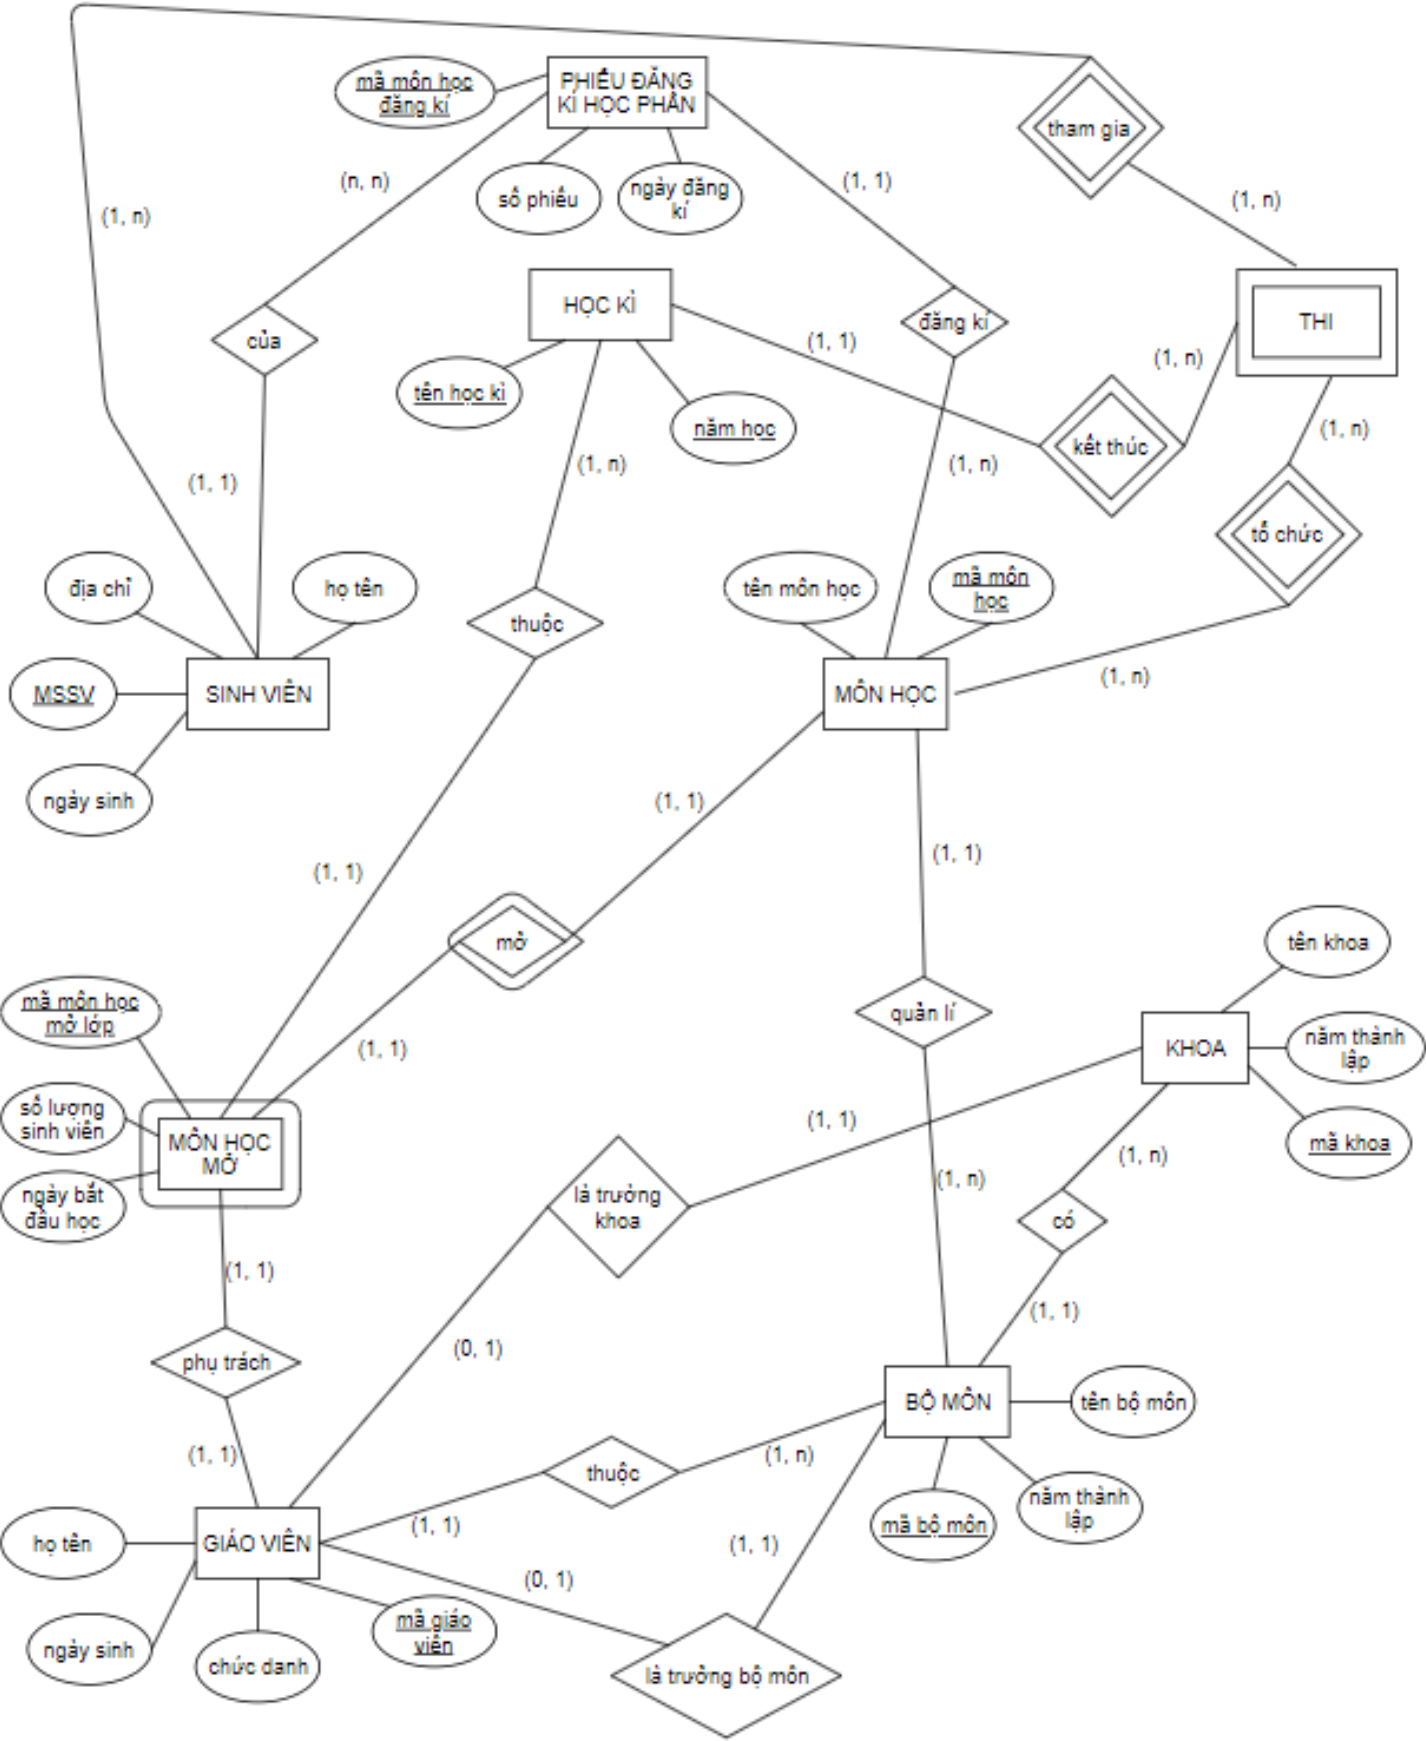 mã môn học
đăng kí
PHIẾU ĐĂNG
KÍ HỌC PHẦN
tham gia
(n, n)
(1, 1)
số phiếu
ngày đăng
kí
(1, n)
(1, n)
HỌC KÌ
THI
đăng kí
của
(1, 1)
(1, n)
tên học kì
năm học
(1, n)
kết thúc
(1, n)
(1, n)
(1, 1)
tổ chức
địa chỉ
họ tên
tên môn học
mã môn
học
thuộc
MSSV
SINH VIÊN
MÔN HỌC
(1, n)
ngày sinh
(1, 1)
(1, 1)
(1, 1)
mở
tên khoa
mã môn học
mở lớp
quản lí
(1, 1)
KHOA
năm thành
lập
số lượng
sinh viên
(1, 1)
MÔN HỌC
MỞ
mã khoa
(1, n)
(1, n)
ngày bắt
đầu học
là trưởng
khoa
có
(1, 1)
(1, 1)
(0, 1)
phụ trách
BỘ MÔN
tên bộ môn
(1, 1)
(1, n)
thuộc
năm thành
lập
(1, 1)
mã bộ môn
họ tên
GIÁO VIÊN
(1, 1)
(0, 1)
mã giáo
viên
ngày sinh
chức danh
là trưởng bộ môn